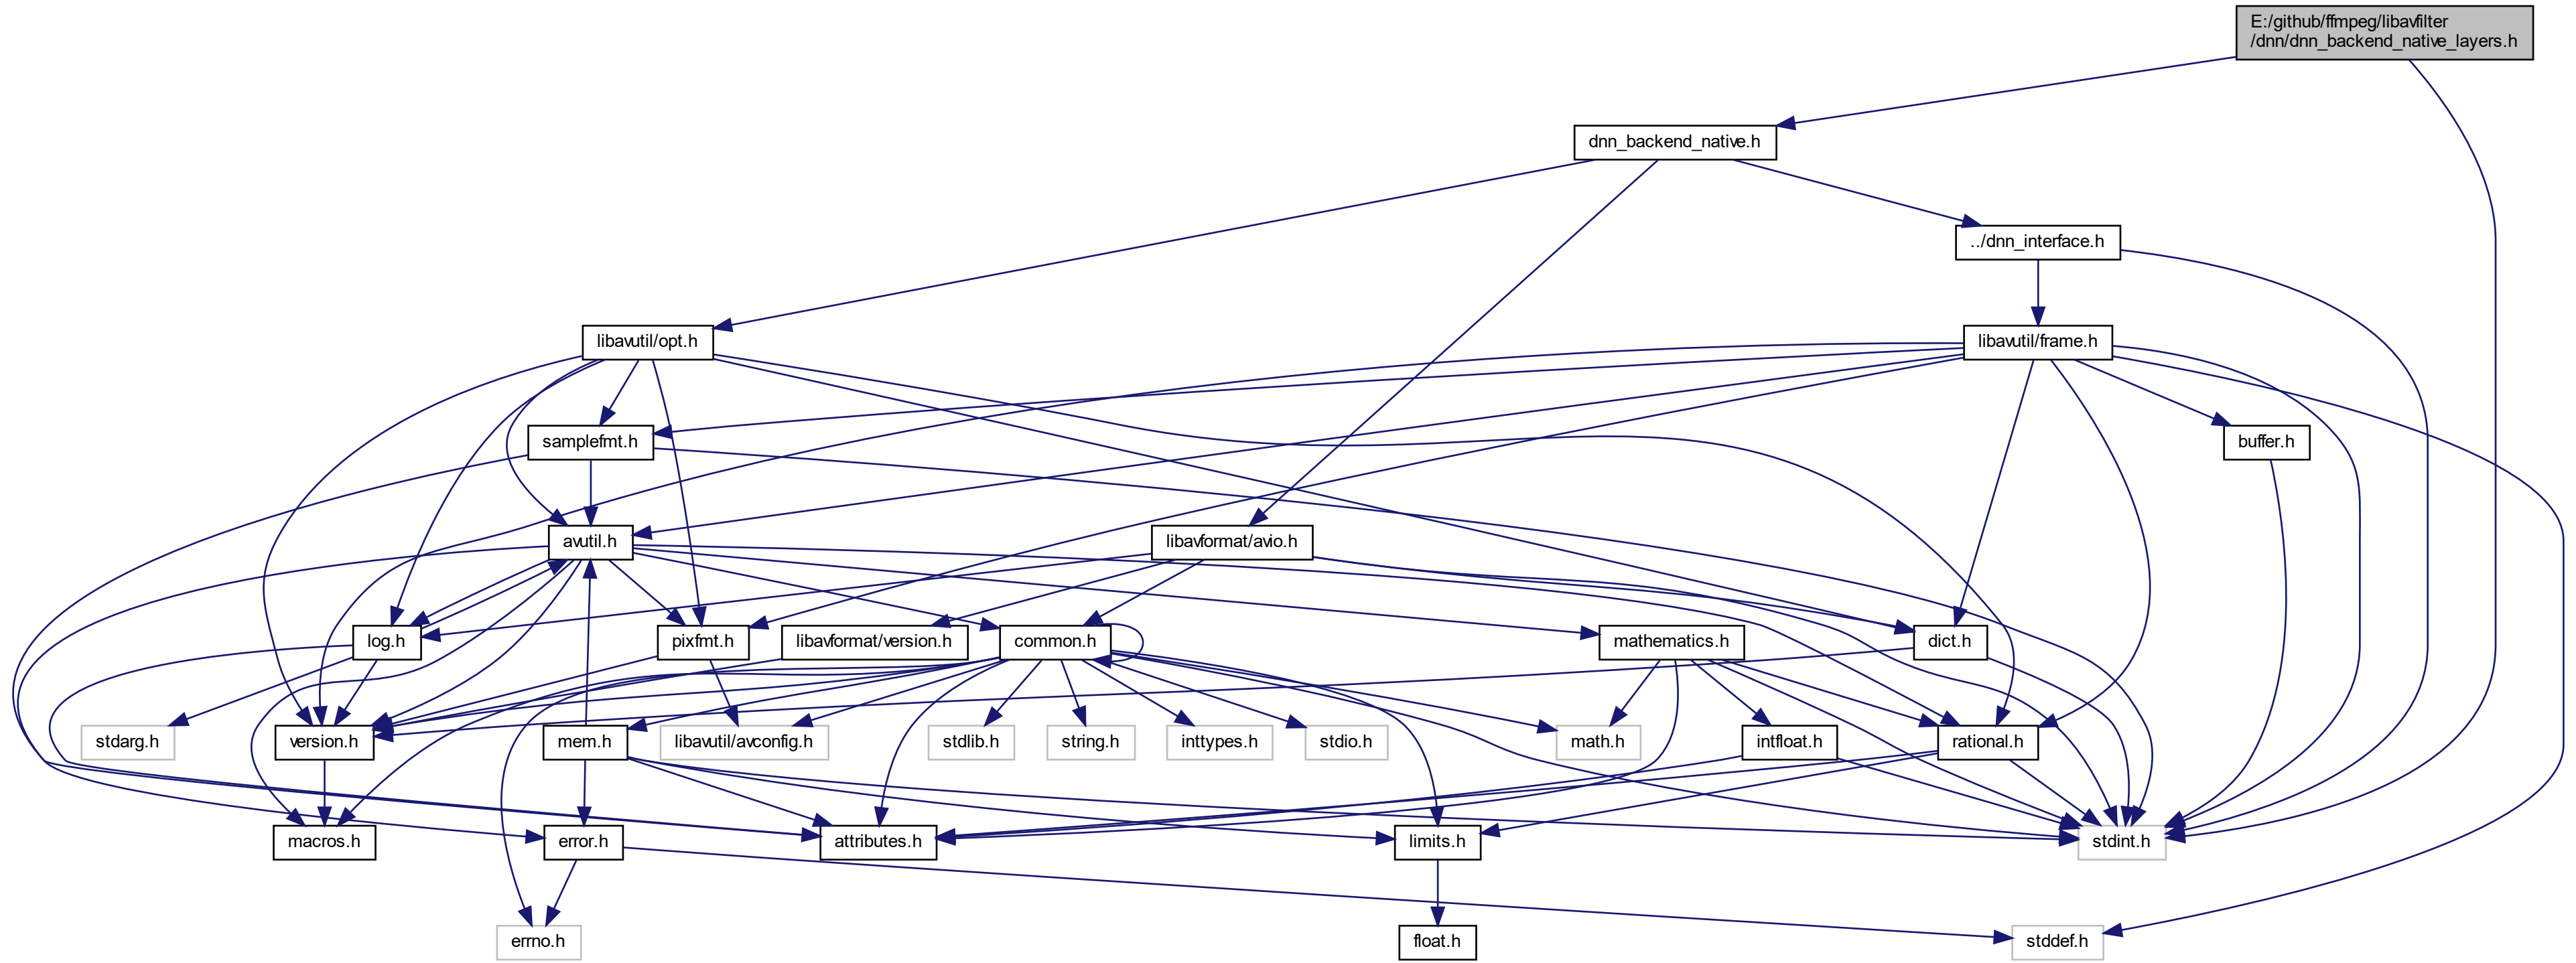 E:/github/ffmpeg/libavfilter
/dnn/dnn_backend_native_layers.h
dnn_backend_native.h
../dnn_interface.h
libavutil/opt.h
libavutil/frame.h
samplefmt.h
buffer.h
avutil.h
libavformat/avio.h
log.h
pixfmt.h
libavformat/version.h
common.h
mathematics.h
dict.h
stdarg.h
version.h
mem.h
libavutil/avconfig.h
stdlib.h
string.h
inttypes.h
stdio.h
math.h
intfloat.h
rational.h
macros.h
error.h
attributes.h
limits.h
stdint.h
errno.h
float.h
stddef.h